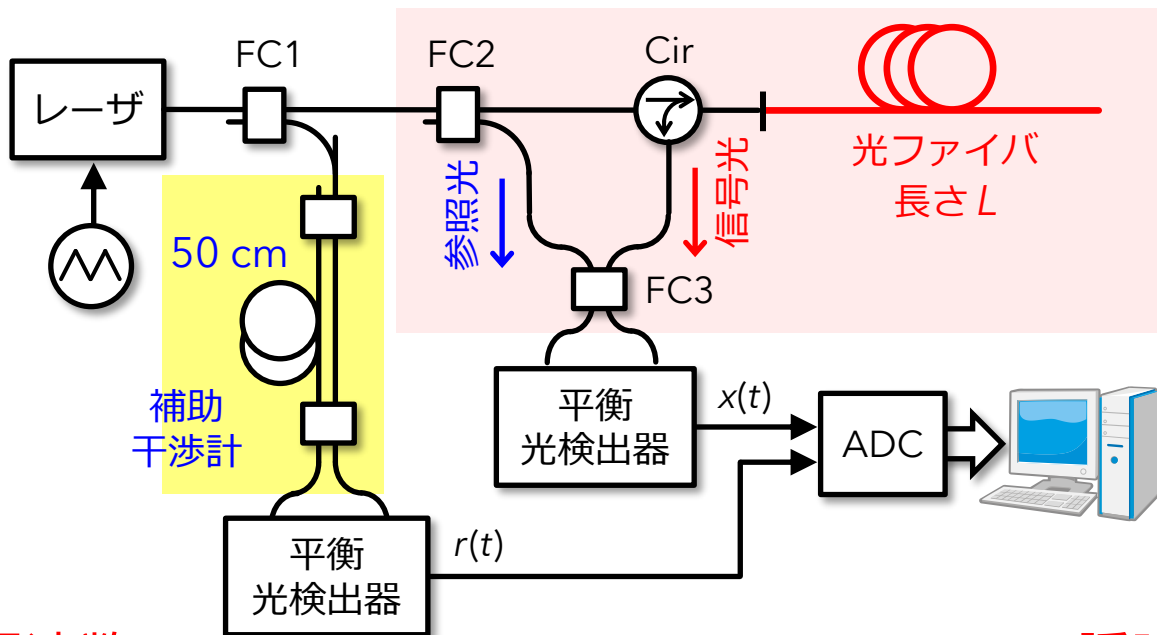 FC1
FC2
Cir
レーザ
光ファイバ
長さL
参照光
信号光
50 cm
FC3
補助
干渉計
平衡
光検出器
x(t)
ADC
平衡
光検出器
r(t)